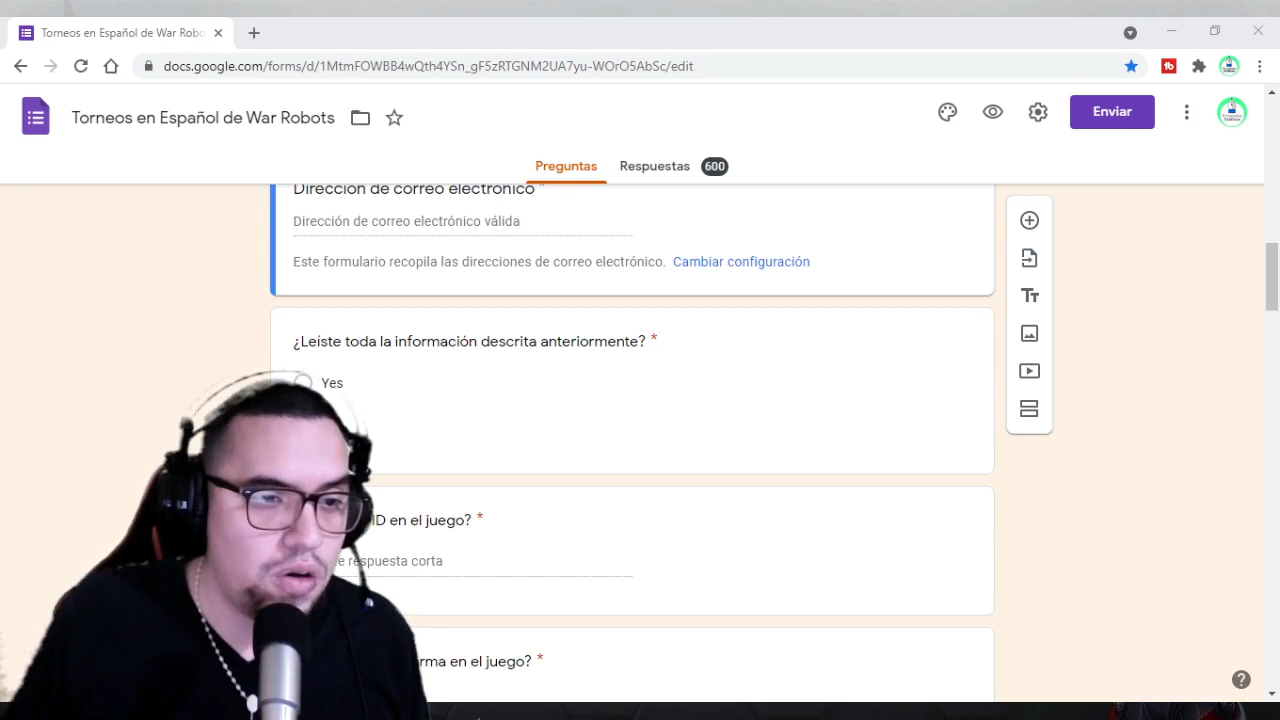 Torneos en Español de War Robo
docs.google.com/forms/d/1MtmFOWBB4wQth4YSn_gF5zRTGNM2UA7yu-WOrO5AbSc/edit
Torneos en Español de War Robots
Enviar
Preguntas
Respuestas 600
Dirección de correo electrónico *
Dirección de correo electrónico válida
Este formulario recopila las direcciones de correo electrónico. Cambiar configuración
¿Leíste toda la información descrita anteriormente? *
Yes
ID en el juego? *
e respuesta corta
rma en el juego? *